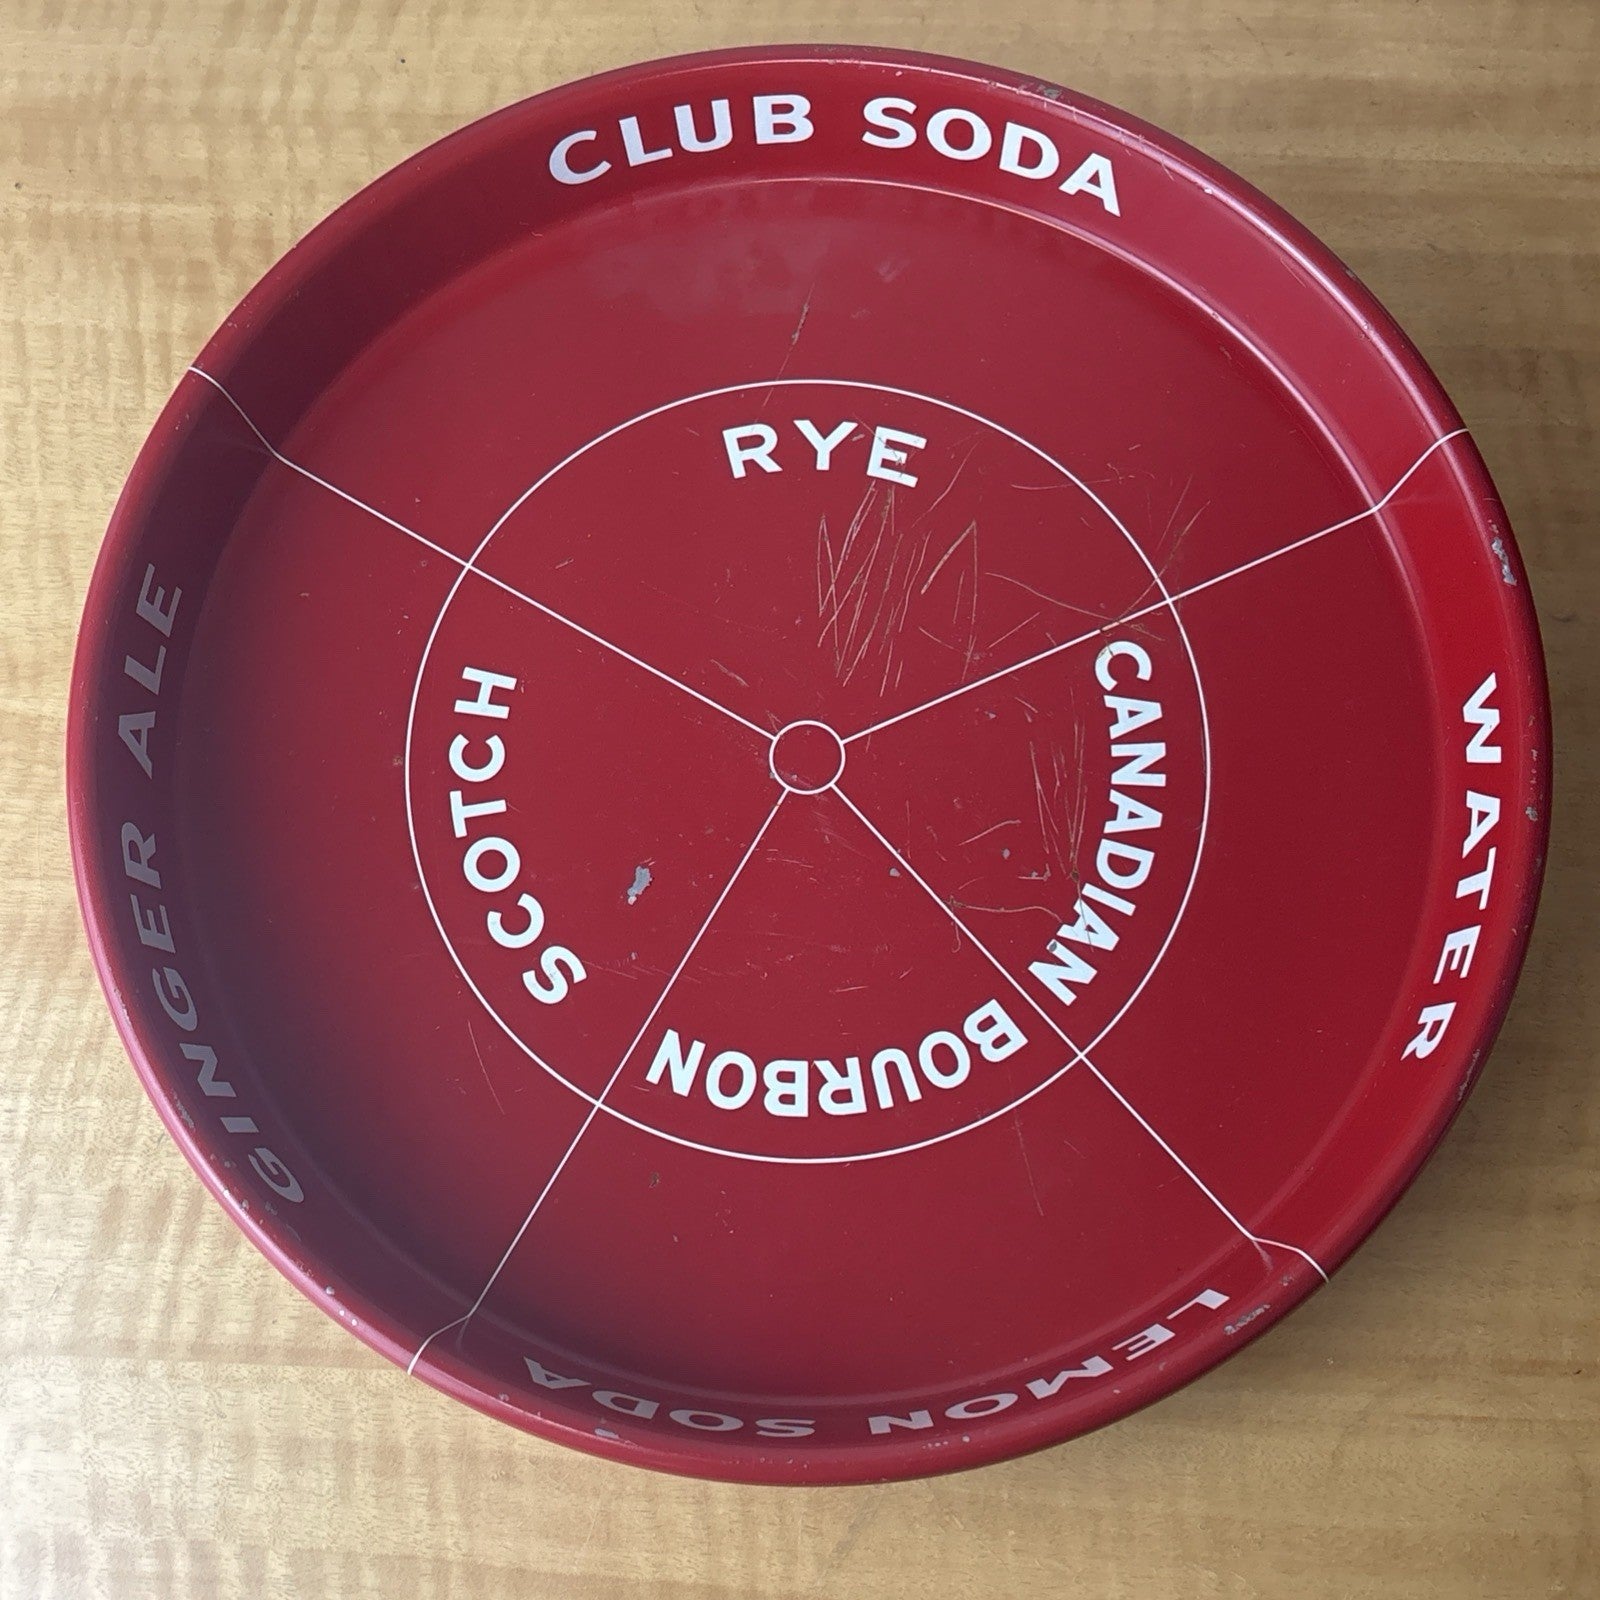 CLUB SODA
WATER
LEMON SODA
GINGER ALE
RYE
CANADIAN
BOURBON
SCOTCH